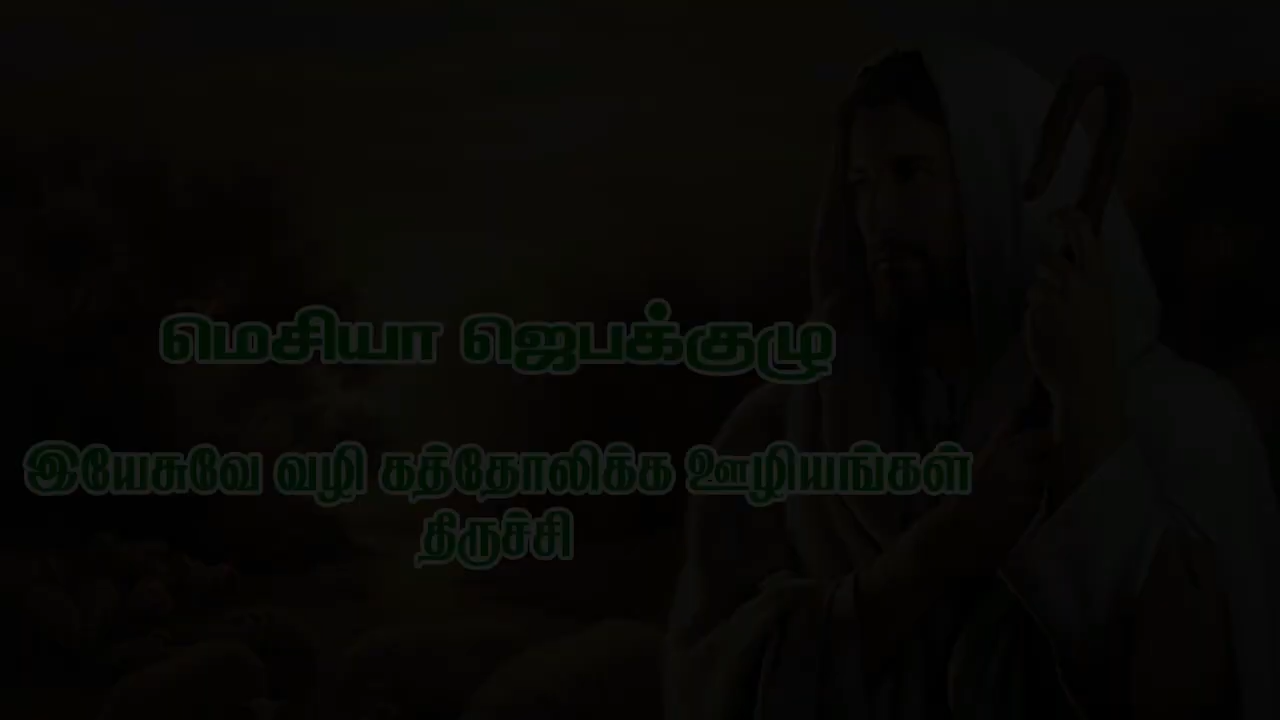 மெசியா ஜெபக்குழு
இயேசுவே வழி கத்தோலிக்க ஊழியங்கள்
திருச்சி